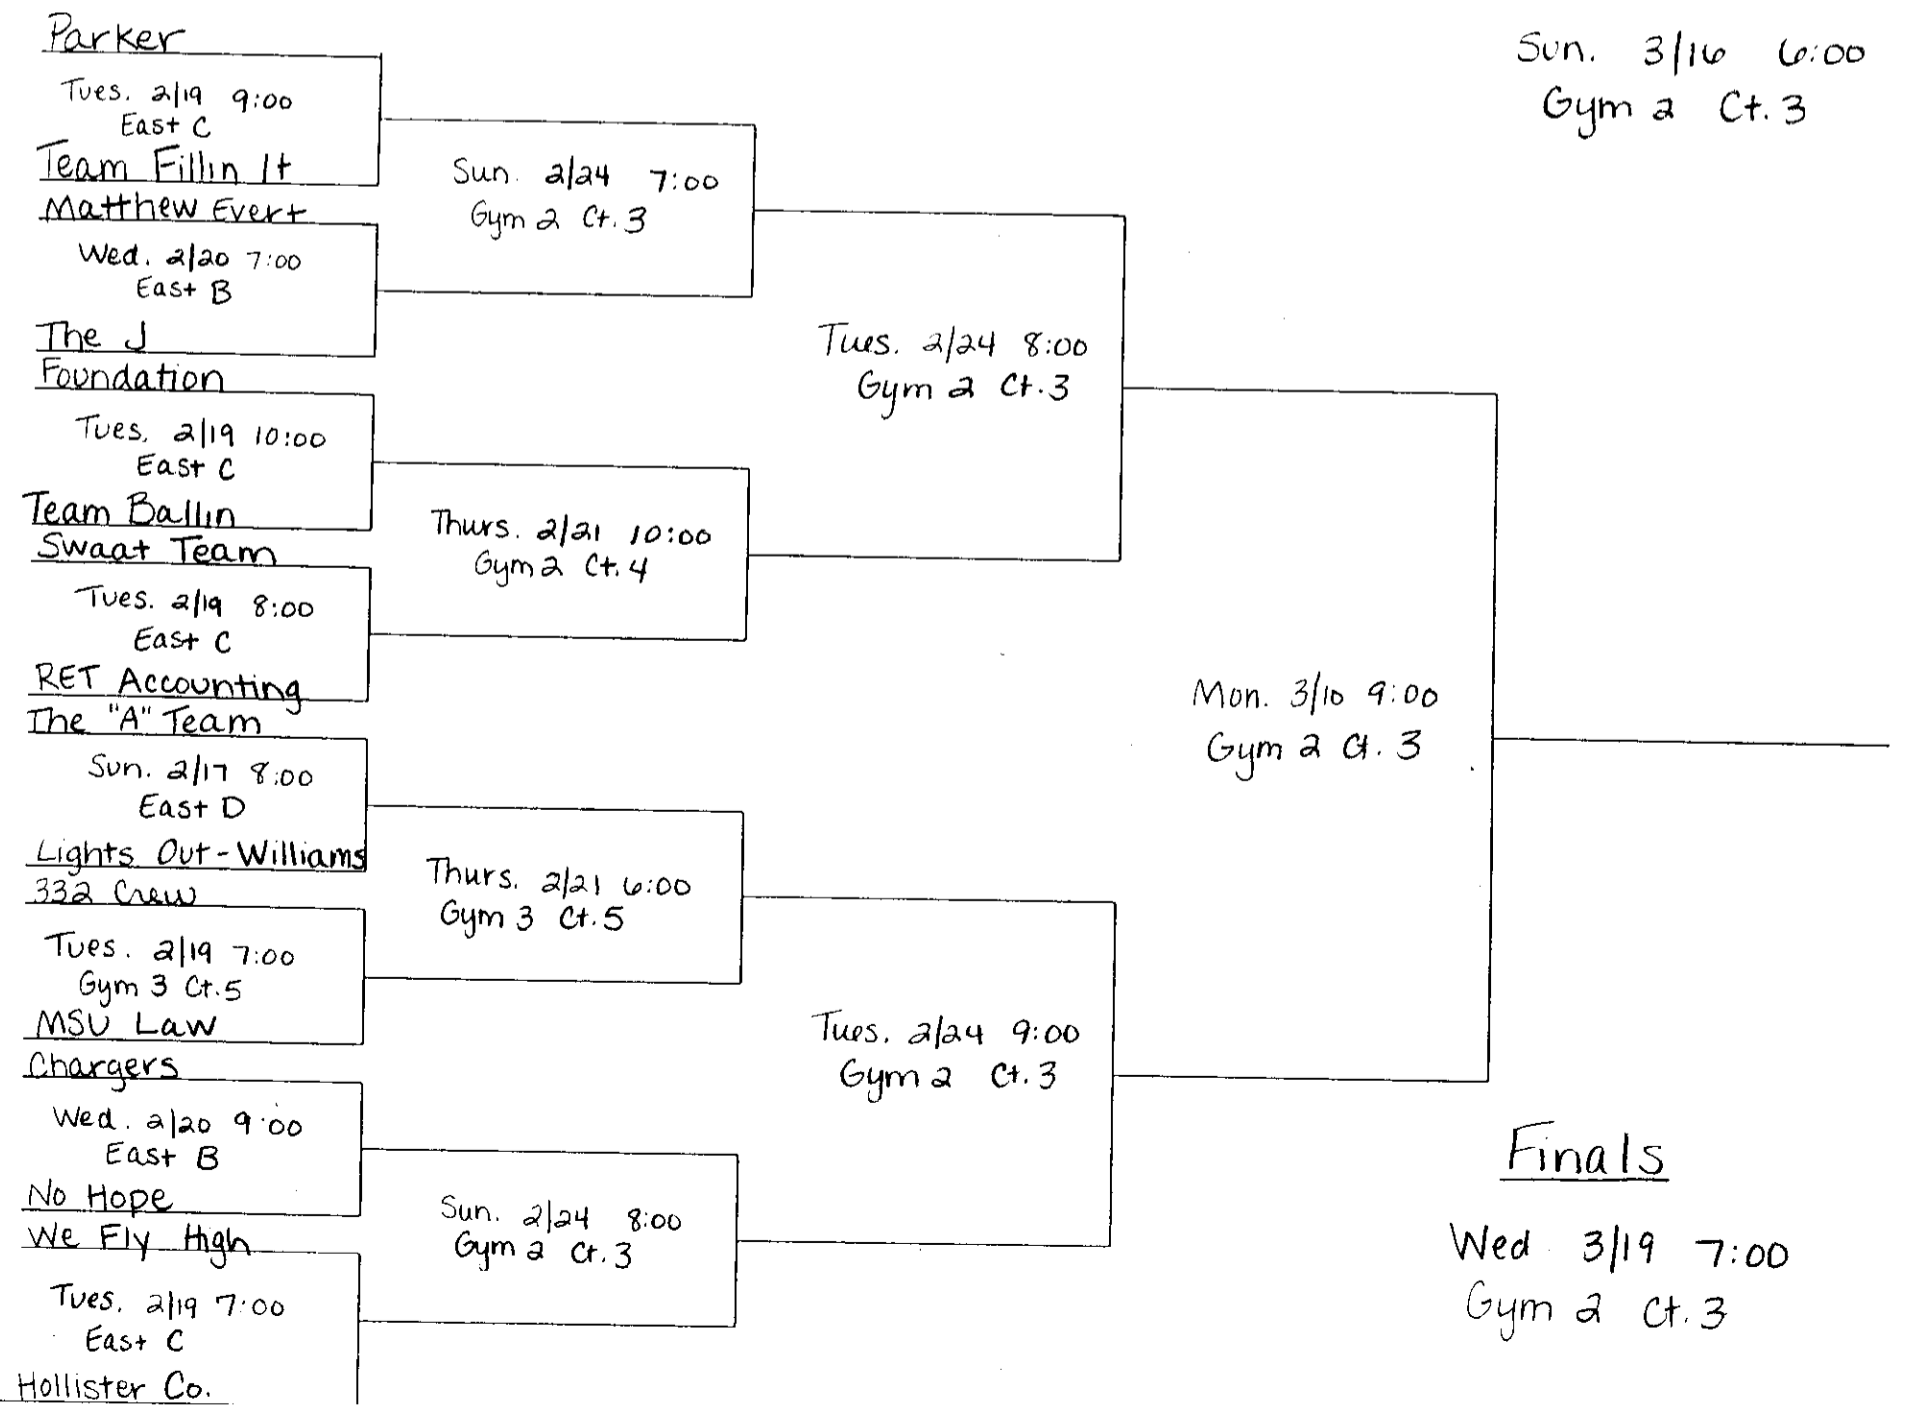 Parker
Tues. 2/19 9:00
East C
Team Fillin It
Matthew Evert
Wed. 2/20 7:00
East B
The J
Foundation
Tues. 2/19 10:00
East C
Team Ballin
Swaat Team
Tues. 2/19 8:00
East C
RET Accounting
The "A" Team
Sun. 2/17 8:00
East D
Lights Out-Williams
332 Crew
Tues. 2/19 7:00
Gym 3 Ct.5
MSU Law
Chargers
Wed. 2/20 9:00
East B
No Hope
We Fly High
Tues. 2/19 7:00
East C
Hollister Co.
Sun. 2/24 7:00
Gym 2 Ct. 3
Thurs. 2/21 10:00
Gym 2 Ct. 4
Thurs. 2/21 6:00
Gym 3 Ct. 5
Sun. 2/24 8:00
Gym 2 Ct. 3
Tues. 2/24 8:00
Gym 2 Ct. 3
Tues. 2/24 9:00
Gym 2 Ct. 3
Mon. 3/10 9:00
Gym 2 Ct. 3
Sun. 3/16 6:00
Gym 2 Ct. 3
Finals
Wed 3/19 7:00
Gym 2 Ct. 3